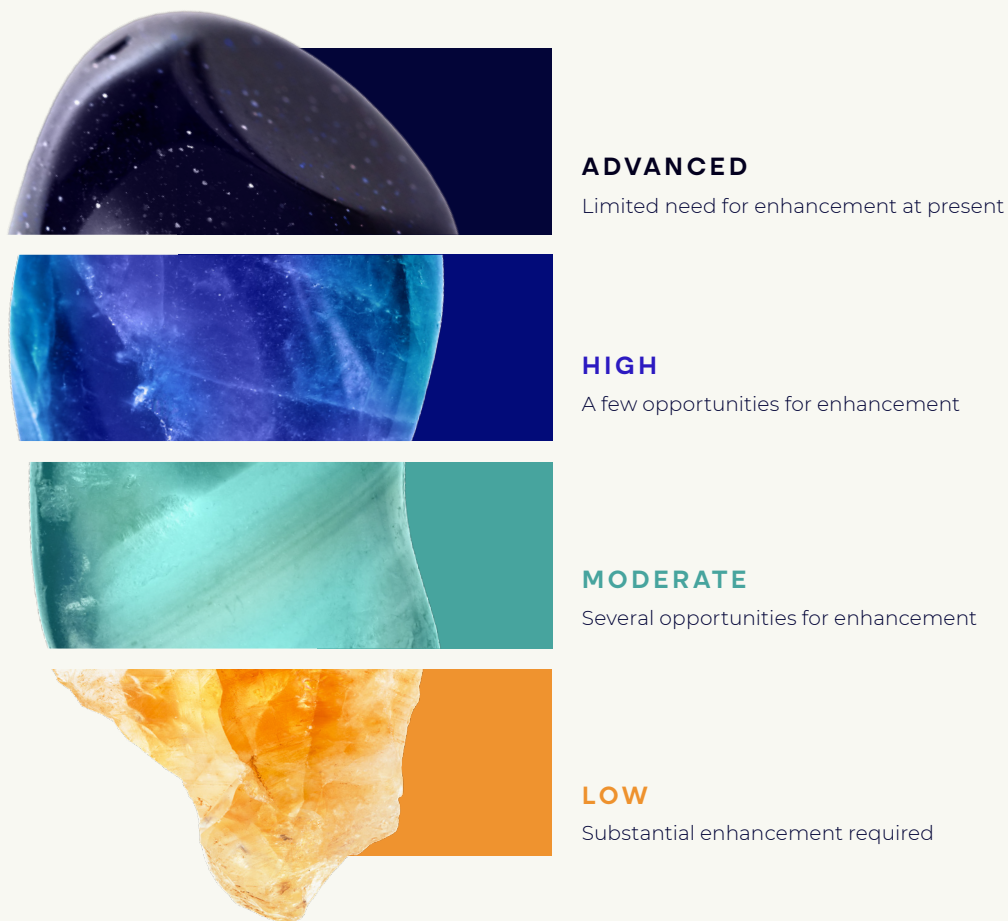 ADVANCED
Limited need for enhancement at present
HIGH
A few opportunities for enhancement
MODERATE
Several opportunities for enhancement
LOW
Substantial enhancement required